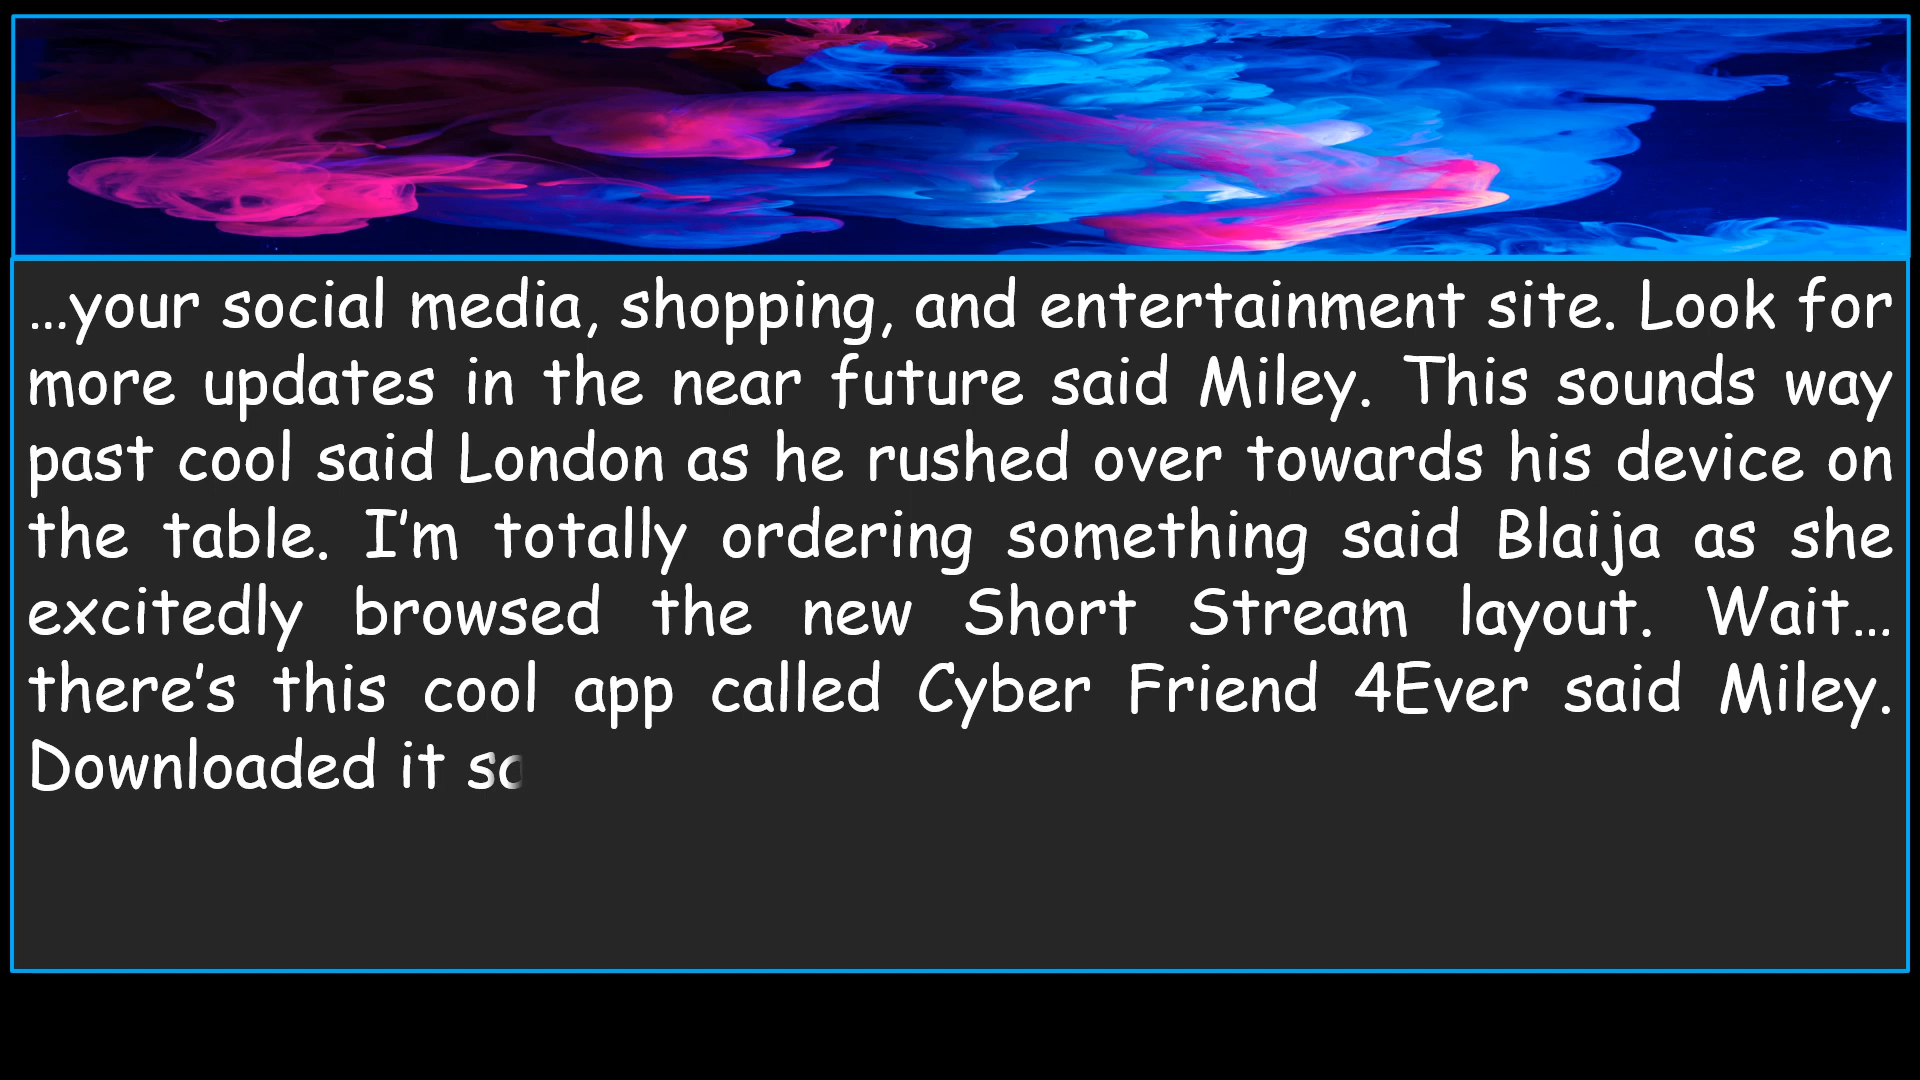 …your social media, shopping, and entertainment site. Look for
more updates in the near future said Miley. This sounds way
past cool said London as he rushed over towards his device on
the table. I’m totally ordering something said Blaija as she
excitedly browsed the new Short Stream layout. Wait…
there’s this cool app called Cyber Friend 4Ever said Miley.
Downloaded it